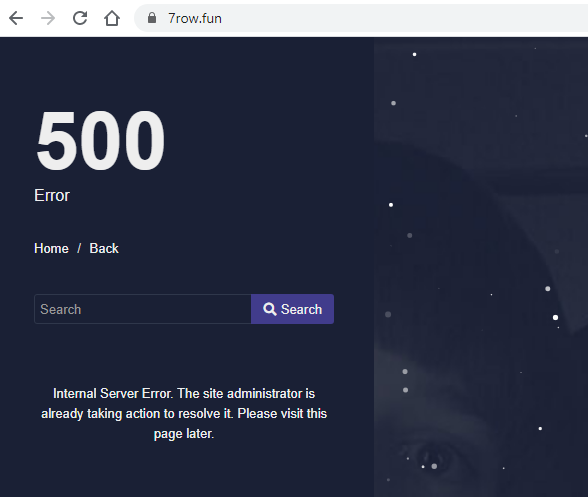 7row.fun
500
Error
Home / Back
Search Search
Internal Server Error. The site administrator is
already taking action to resolve it. Please visit this
page later.